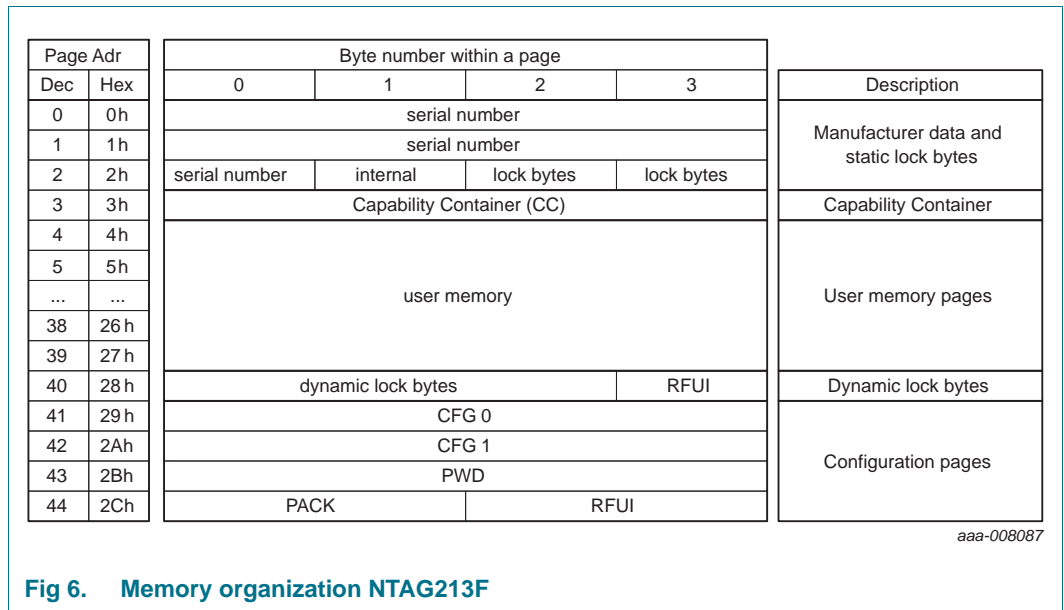 Page Adr Byte number within a page
Dec Hex 0 1 2 3 Description
0 0h serial number Manufacturer data and
static lock bytes
1 1h serial number
2 2h serial number internal lock bytes lock bytes
3 3h Capability Container (CC) Capability Container
4 4h
5 5h
... ... user memory User memory pages
38 26h
39 27h
40 28h dynamic lock bytes RFUI Dynamic lock bytes
41 29h CFG 0
42 2Ah CFG 1 Configuration pages
43 2Bh PWD
44 2Ch PACK RFUI
aaa-008087
Fig 6. Memory organization NTAG213F